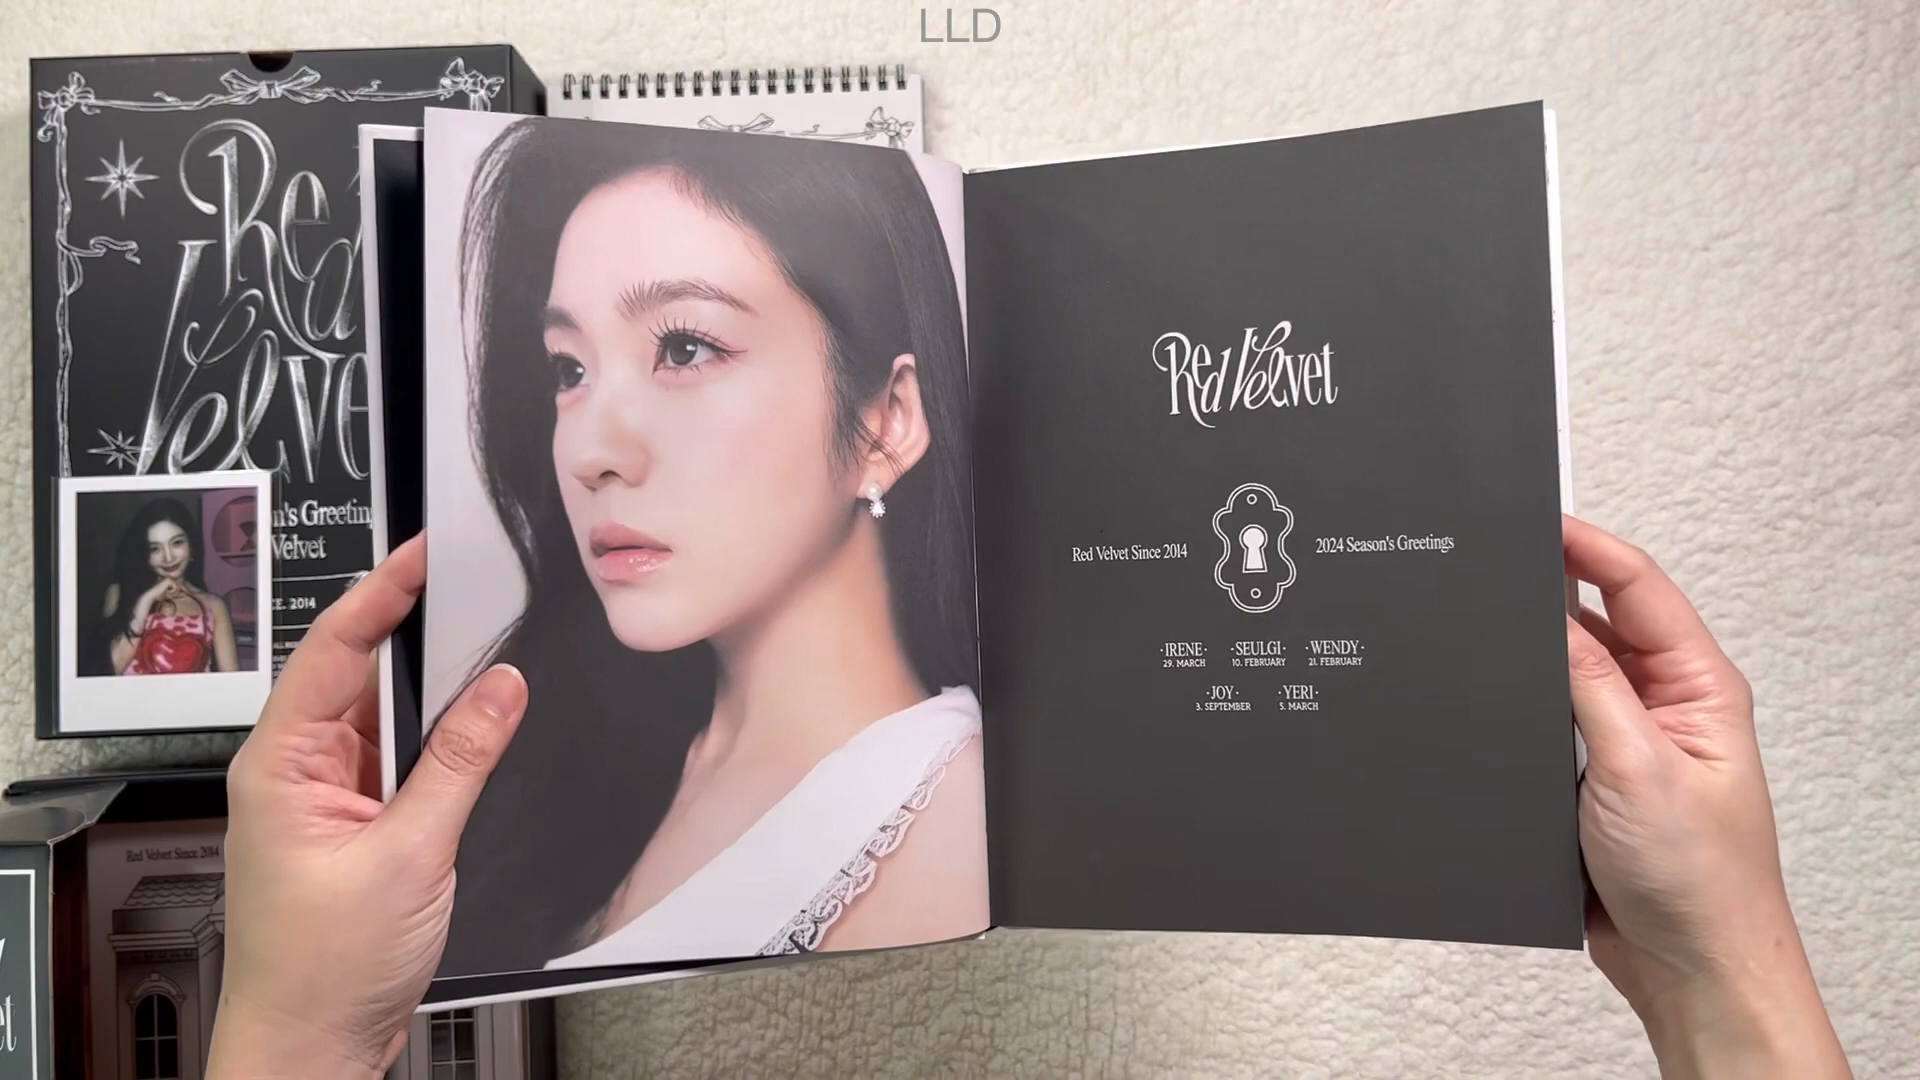 LLD
Red
Velvet
n's Greeting
Velvet
CE. 2014
Red Velvet Since 2014
Red Velvet
Red Velvet Since 2014
2024 Season's Greetings
·IRENE· ·SEULGI· ·WENDY·
29. MARCH 10. FEBRUARY 21. FEBRUARY
·JOY· ·YERI·
3. SEPTEMBER 5. MARCH